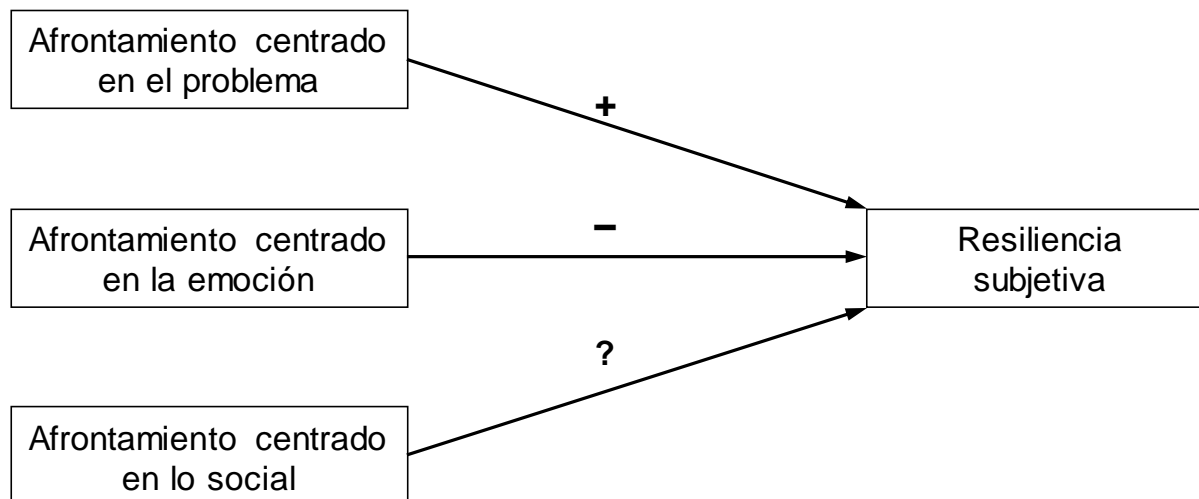 Afrontamiento centrado
en el problema
+
Afrontamiento centrado
en la emoción
−
Resiliencia
subjetiva
?
Afrontamiento centrado
en lo social